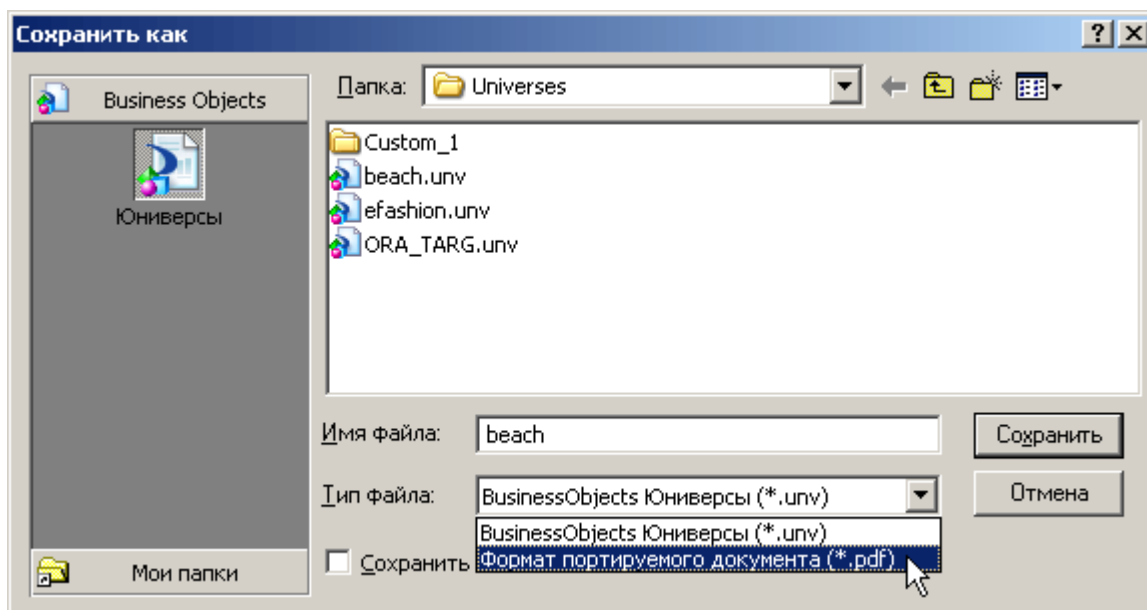 Сохранить как
Business Objects
Юниверсы
Мои папки
Папка: Universes
Custom_1
beach.unv
efashion.unv
ORA_TARG.unv
Имя файла: beach
Сохранить
Тип файла: BusinessObjects Юниверсы (*.unv)
Отмена
BusinessObjects Юниверсы (*.unv)
Формат портируемого документа (*.pdf)
Сохранить